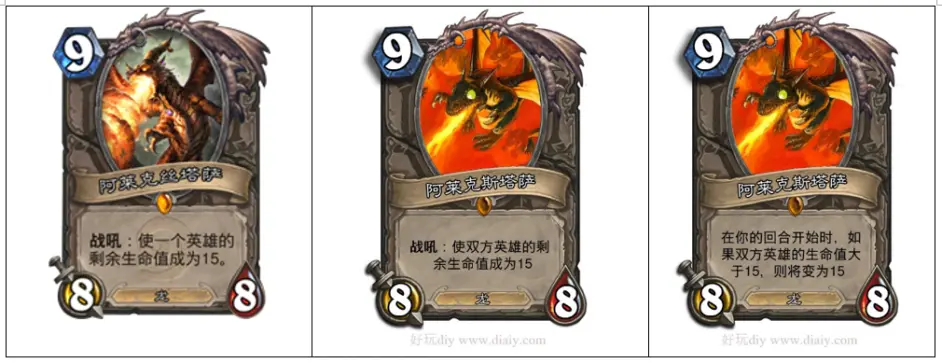 9
阿莱克丝塔萨
战吼：使一个英雄的
剩余生命值成为15。
8
龙
8
9
阿莱克斯塔萨
战吼：使双方英雄的剩
余生命值成为15
8
龙
8
好玩diy www.diaiy.com
9
阿莱克斯塔萨
在你的回合开始时，如
果双方英雄的生命值大
于15，则将变为15
8
龙
8
好玩diy www.diaiy.com